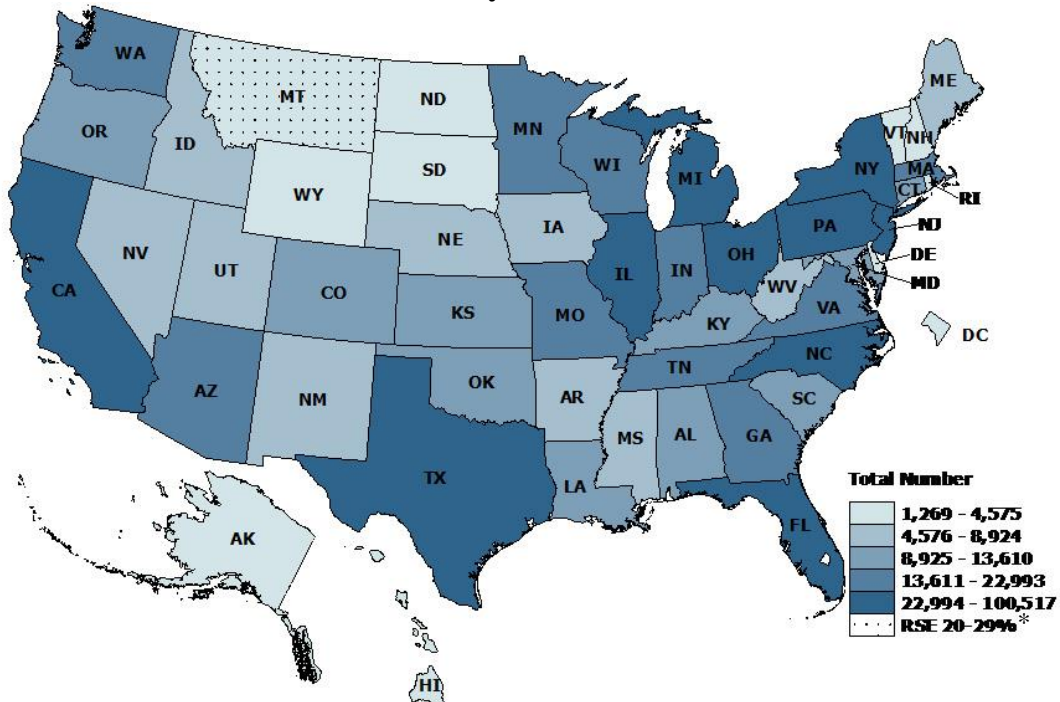 WA
MT
ND
ME
OR
ID
MN
VT
NH
SD
WI
NY
MA
WY
MI
CT
RI
IA
PA
NJ
NE
NV
OH
DE
UT
IL
IN
CA
CO
WV
MD
KS
MO
VA
KY
DC
NC
TN
AZ
OK
NM
AR
SC
MS
AL
GA
TX
LA
Total Number
1,269 - 4,575
FL
4,576 - 8,924
AK
8,925 - 13,610
13,611 - 22,993
22,994 - 100,517
RSE 20-29%*
HI